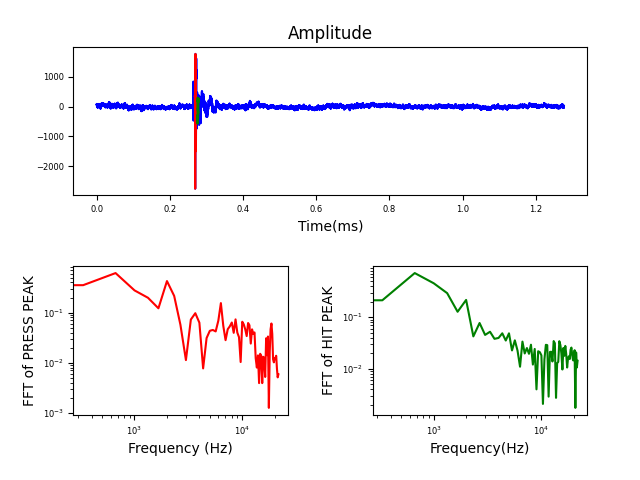 Amplitude
1000
0
−1000
−2000
0.0 0.2 0.4 0.6 0.8 1.0 1.2
Time(ms)
FFT of PRESS PEAK
10⁻¹
10⁻²
10⁻³
10³ 10⁴
Frequency (Hz)
FFT of HIT PEAK
10⁻¹
10⁻²
10³ 10⁴
Frequency(Hz)